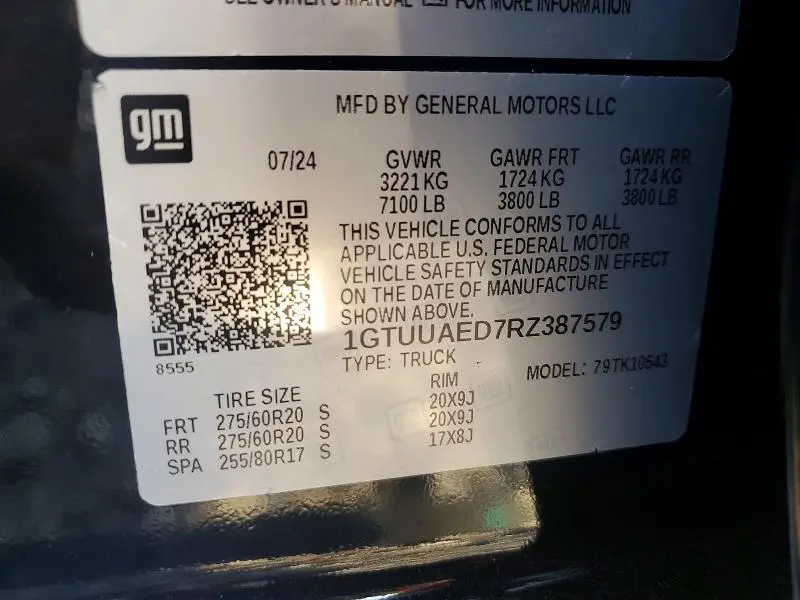 SEE OWNER'S MANUAL FOR MORE INFORMATION
gm
MFD BY GENERAL MOTORS LLC
07/24 GVWR GAWR FRT GAWR RR
3221 KG 1724 KG 1724 KG
7100 LB 3800 LB 3800 LB
THIS VEHICLE CONFORMS TO ALL
APPLICABLE U.S. FEDERAL MOTOR
VEHICLE SAFETY STANDARDS IN EFFECT
ON THE DATE OF MANUFACTURE
SHOWN ABOVE.
1GTUUAED7RZ387579
8555
TYPE: TRUCK MODEL: 79TK10543
TIRE SIZE RIM
FRT 275/60R20 S 20X9J
RR 275/60R20 S 20X9J
SPA 255/80R17 S 17X8J